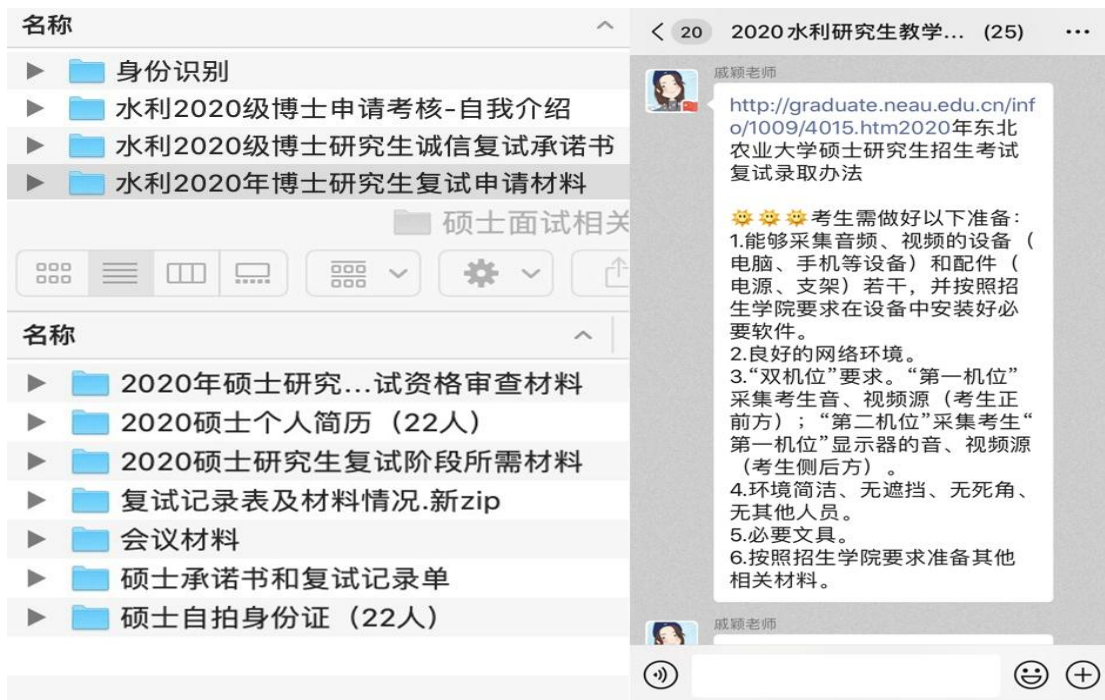 名称
身份识别
水利2020级博士申请考核-自我介绍
水利2020级博士研究生诚信复试承诺书
水利2020年博士研究生复试申请材料
硕士面试相关
名称
2020年硕士研究...试资格审查材料
2020硕士个人简历（22人）
2020硕士研究生复试阶段所需材料
复试记录表及材料情况.新zip
会议材料
硕士承诺书和复试记录单
硕士自拍身份证（22人）
20 2020水利研究生教学... (25)
戚颖老师
http://graduate.neau.edu.cn/inf
o/1009/4015.htm2020年东北
农业大学硕士研究生招生考试
复试录取办法
考生需做好以下准备：
1.能够采集音频、视频的设备（
电脑、手机等设备）和配件（
电源、支架）若干，并按照招
生学院要求在设备中安装好必
要软件。
2.良好的网络环境。
3.“双机位”要求。“第一机位”
采集考生音、视频源（考生正
前方）；“第二机位”采集考生“
第一机位”显示器的音、视频源
（考生侧后方）。
4.环境简洁、无遮挡、无死角、
无其他人员。
5.必要文具。
6.按照招生学院要求准备其他
相关材料。
戚颖老师